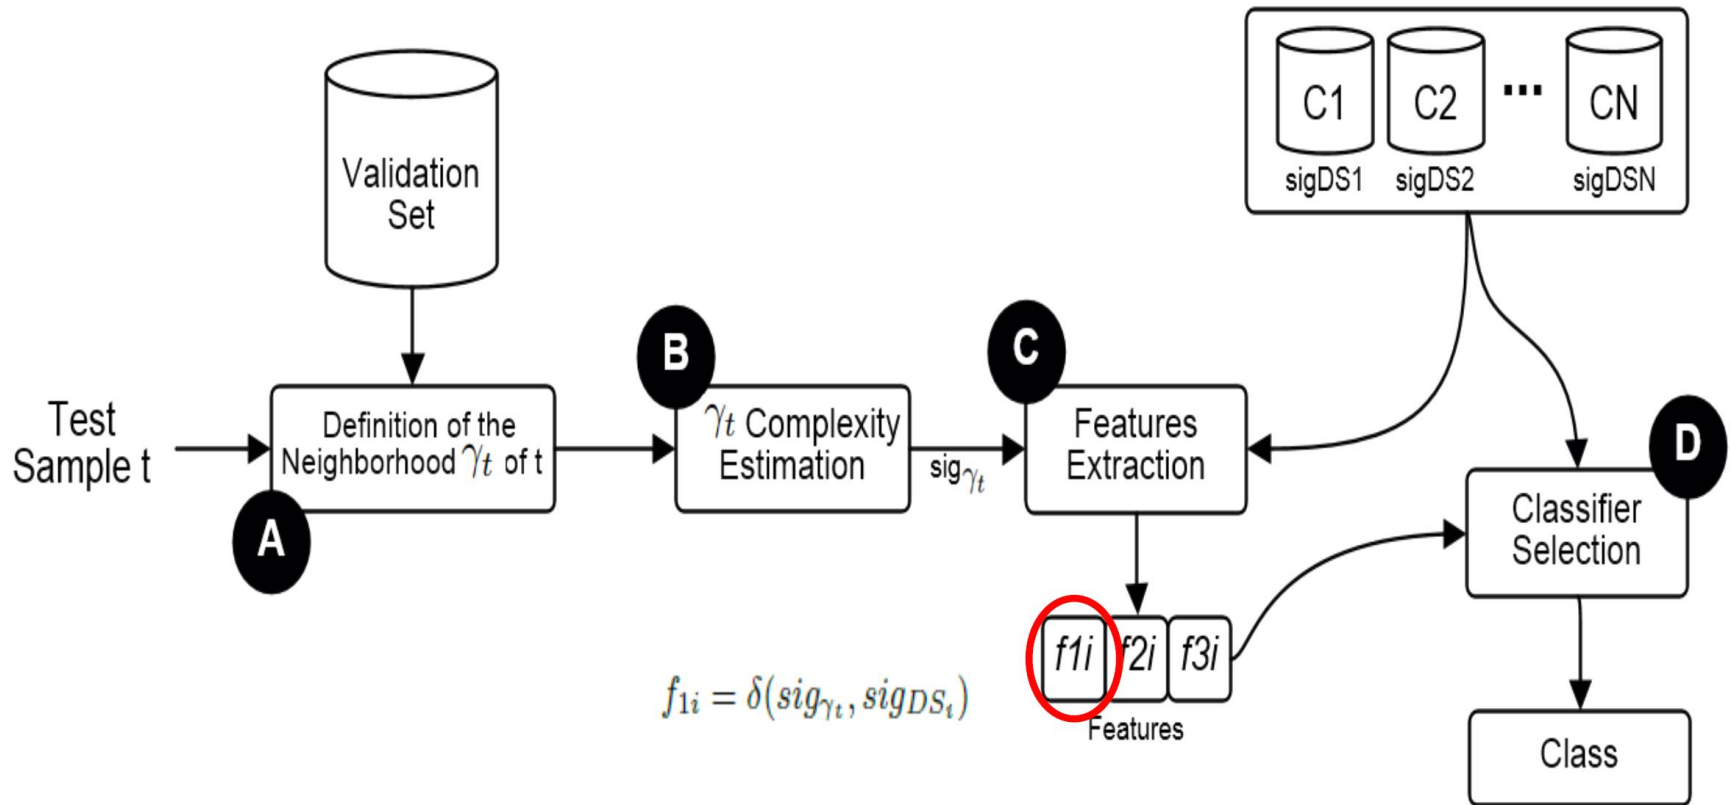 C1
C2
...
CN
sigDS1
sigDS2
sigDSN
Validation
Set
Test
Sample t
Definition of the
Neighborhood γt of t
A
B
γt Complexity
Estimation
sigγt
C
Features
Extraction
D
Classifier
Selection
f1i
f2i
f3i
Features
f1i = δ(sigγt, sigDSi)
Class